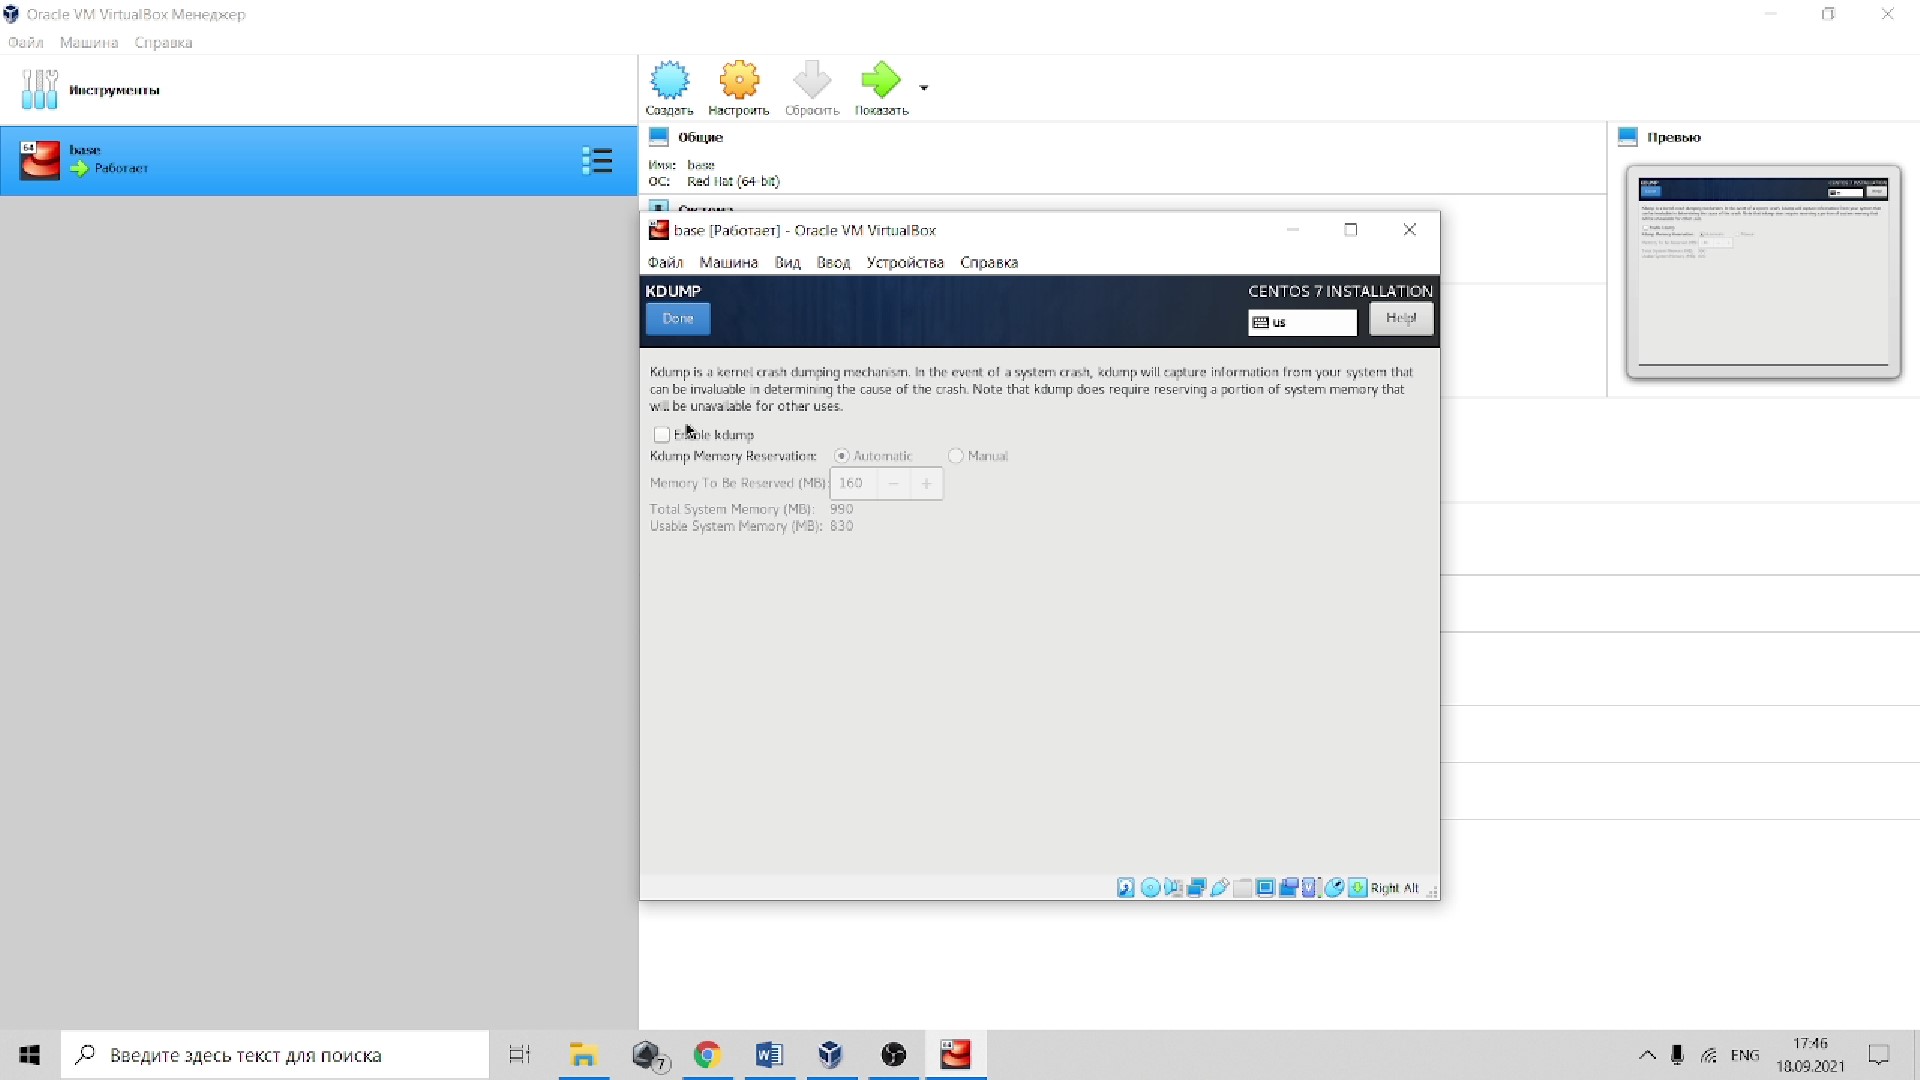 Oracle VM VirtualBox Менеджер
Файл Машина Справка
Инструменты
64 base
Работает
Создать Настроить Сбросить Показать
Общие
Имя: base
ОС: Red Hat (64-bit)
Система
Превью
base [Работает] - Oracle VM VirtualBox
Файл Машина Вид Ввод Устройства Справка
KDUMP
Done
CENTOS 7 INSTALLATION
us
Help!
Kdump is a kernel crash dumping mechanism. In the event of a system crash, kdump will capture information from your system that
can be invaluable in determining the cause of the crash. Note that kdump does require reserving a portion of system memory that
will be unavailable for other uses.
Enable kdump
Kdump Memory Reservation: Automatic Manual
Memory To Be Reserved (MB): 160 − +
Total System Memory (MB): 990
Usable System Memory (MB): 830
Right Alt
Введите здесь текст для поиска
7
ENG
17:46
18.09.2021